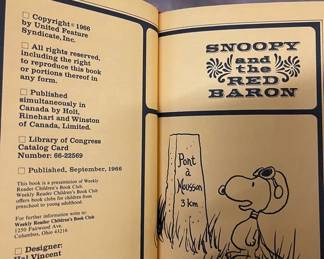 □ Copyright © 1966
by United Feature
Syndicate, Inc.
□ All rights reserved,
including the right
to reproduce this book
or portions thereof in
any form.
□ Published
simultaneously in
Canada by Holt,
Rinehart and Winston
of Canada, Limited.
□ Library of Congress
Catalog Card
Number: 66-22569
□ Published, September, 1966
This book is a presentation of Weekly
Reader Children's Book Club. Weekly
Reader Children's Book Club
offers book clubs for children from
preschool to young adulthood.
For further information write to:
Weekly Reader Children's Book Club
1250 Fairwood Ave.
Columbus, Ohio 43216
□ Designer:
Hal Vincent
SNOOPY
and
the
RED
BARON
Pont
à
Mousson
3 km